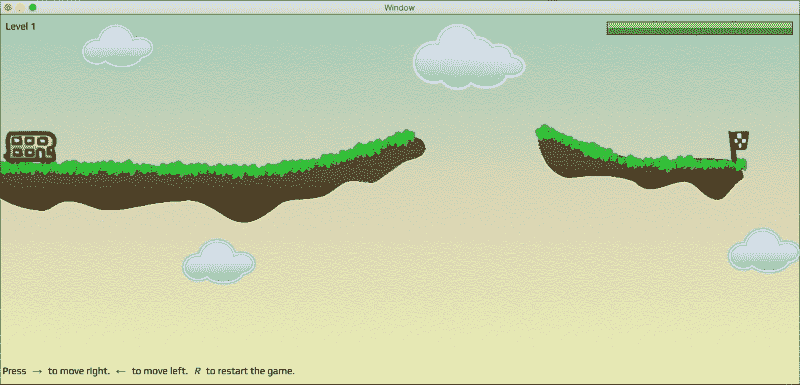 Window
Level 1
Press → to move right. ← to move left. R to restart the game.